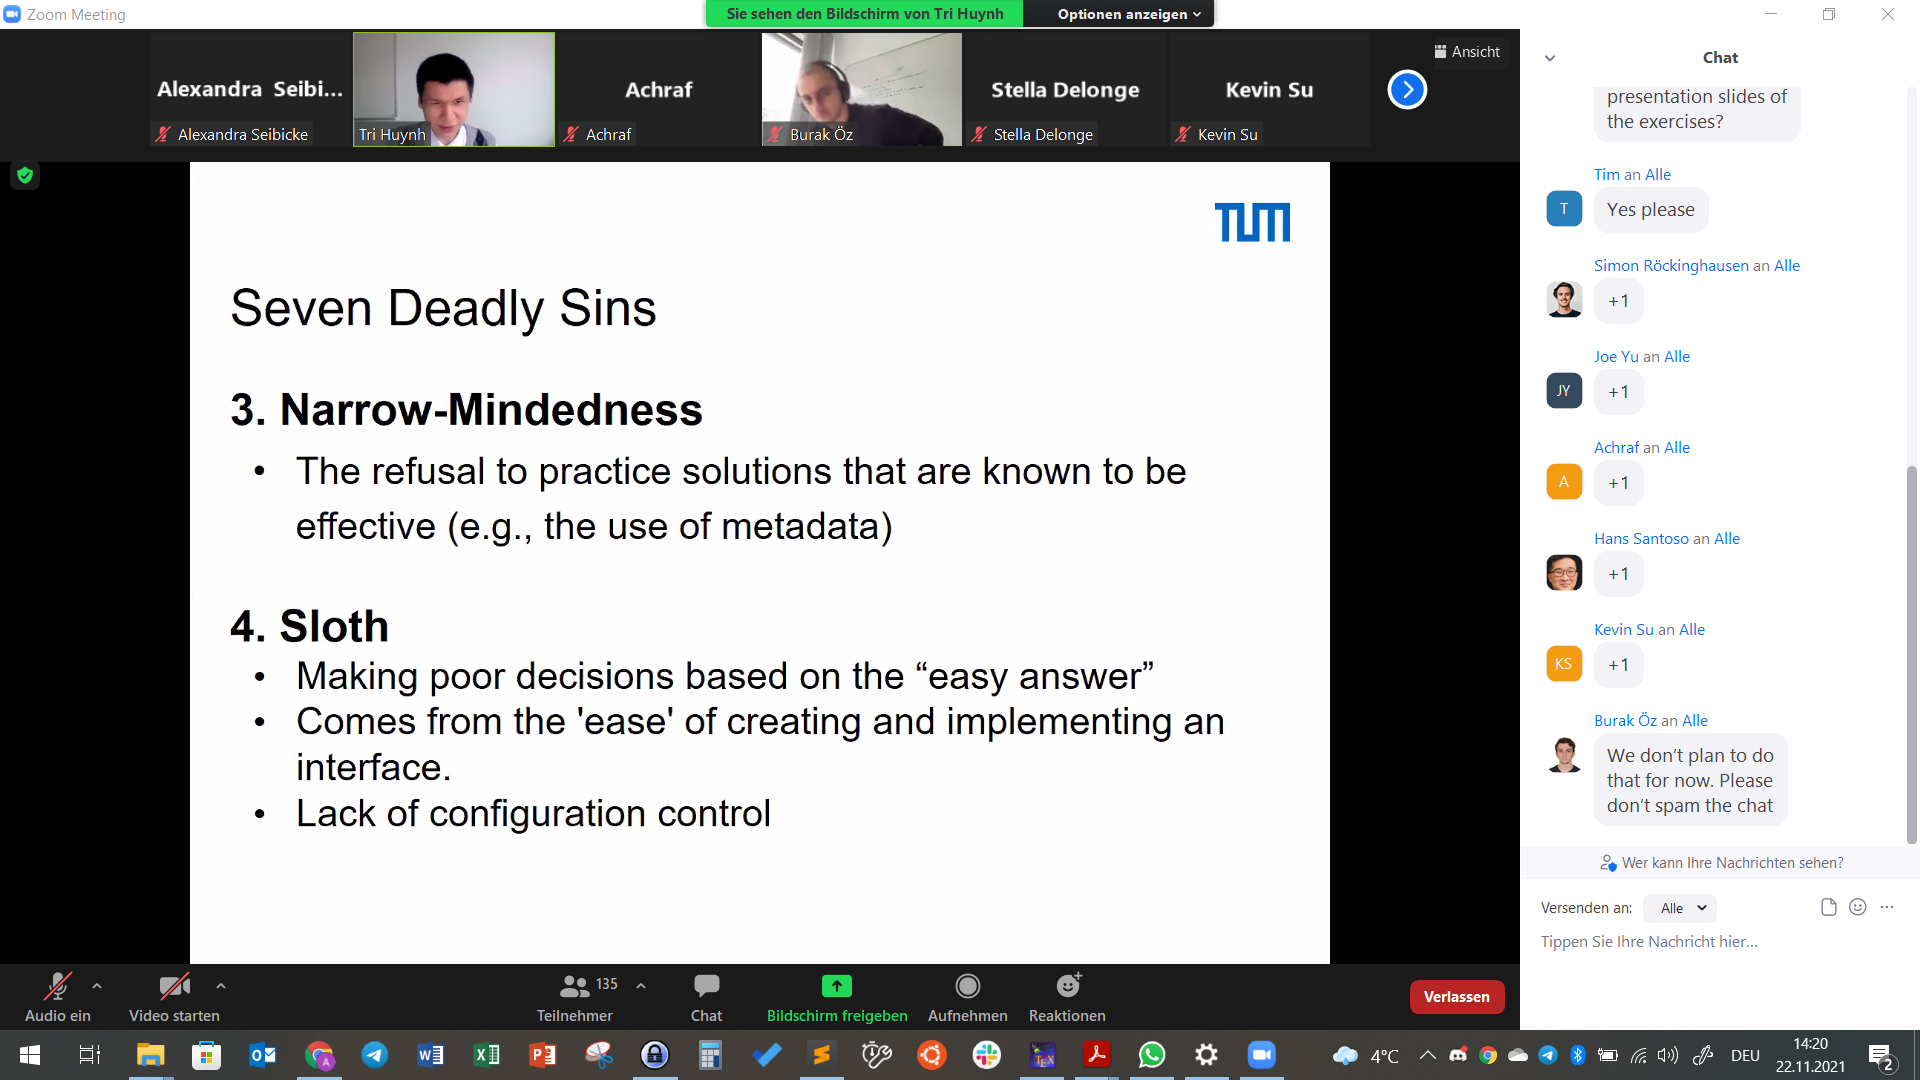 Zoom Meeting
Sie sehen den Bildschirm von Tri Huynh
Optionen anzeigen
Alexandra Seibi...
Alexandra Seibicke
Tri Huynh
Achraf
Achraf
Burak Öz
Stella Delonge
Stella Delonge
Kevin Su
Kevin Su
Ansicht
TUM
Seven Deadly Sins
3. Narrow-Mindedness
• The refusal to practice solutions that are known to be
effective (e.g., the use of metadata)
4. Sloth
• Making poor decisions based on the “easy answer”
• Comes from the 'ease' of creating and implementing an
interface.
• Lack of configuration control
Chat
presentation slides of
the exercises?
Tim an Alle
T
Yes please
Simon Röckinghausen an Alle
+1
Joe Yu an Alle
JY
+1
Achraf an Alle
A
+1
Hans Santoso an Alle
+1
Kevin Su an Alle
KS
+1
Burak Öz an Alle
We don’t plan to do
that for now. Please
don’t spam the chat
Wer kann Ihre Nachrichten sehen?
Versenden an: Alle
Tippen Sie Ihre Nachricht hier...
Audio ein
Video starten
135
Teilnehmer
Chat
Bildschirm freigeben
Aufnehmen
Reaktionen
Verlassen
4°C
DEU
14:20
22.11.2021
2